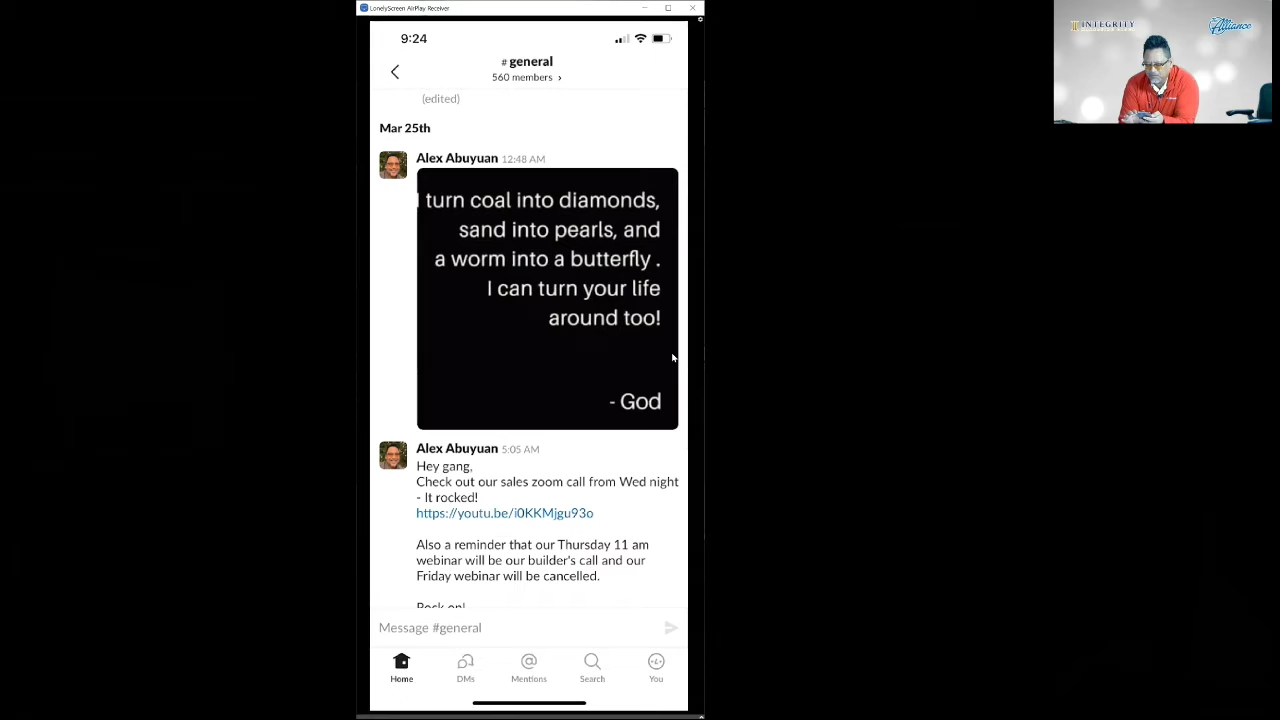 LonelyScreen AirPlay Receiver
INTEGRITY
Alliance
9:24
# general
560 members ›
(edited)
Mar 25th
Alex Abuyuan 12:48 AM
I turn coal into diamonds,
sand into pearls, and
a worm into a butterfly .
I can turn your life
around too!
- God
Alex Abuyuan 5:05 AM
Hey gang,
Check out our sales zoom call from Wed night
- It rocked!
https://youtu.be/i0KKMjgu93o
Also a reminder that our Thursday 11 am
webinar will be our builder's call and our
Friday webinar will be cancelled.
Rock on!
Message #general
Home DMs Mentions Search You